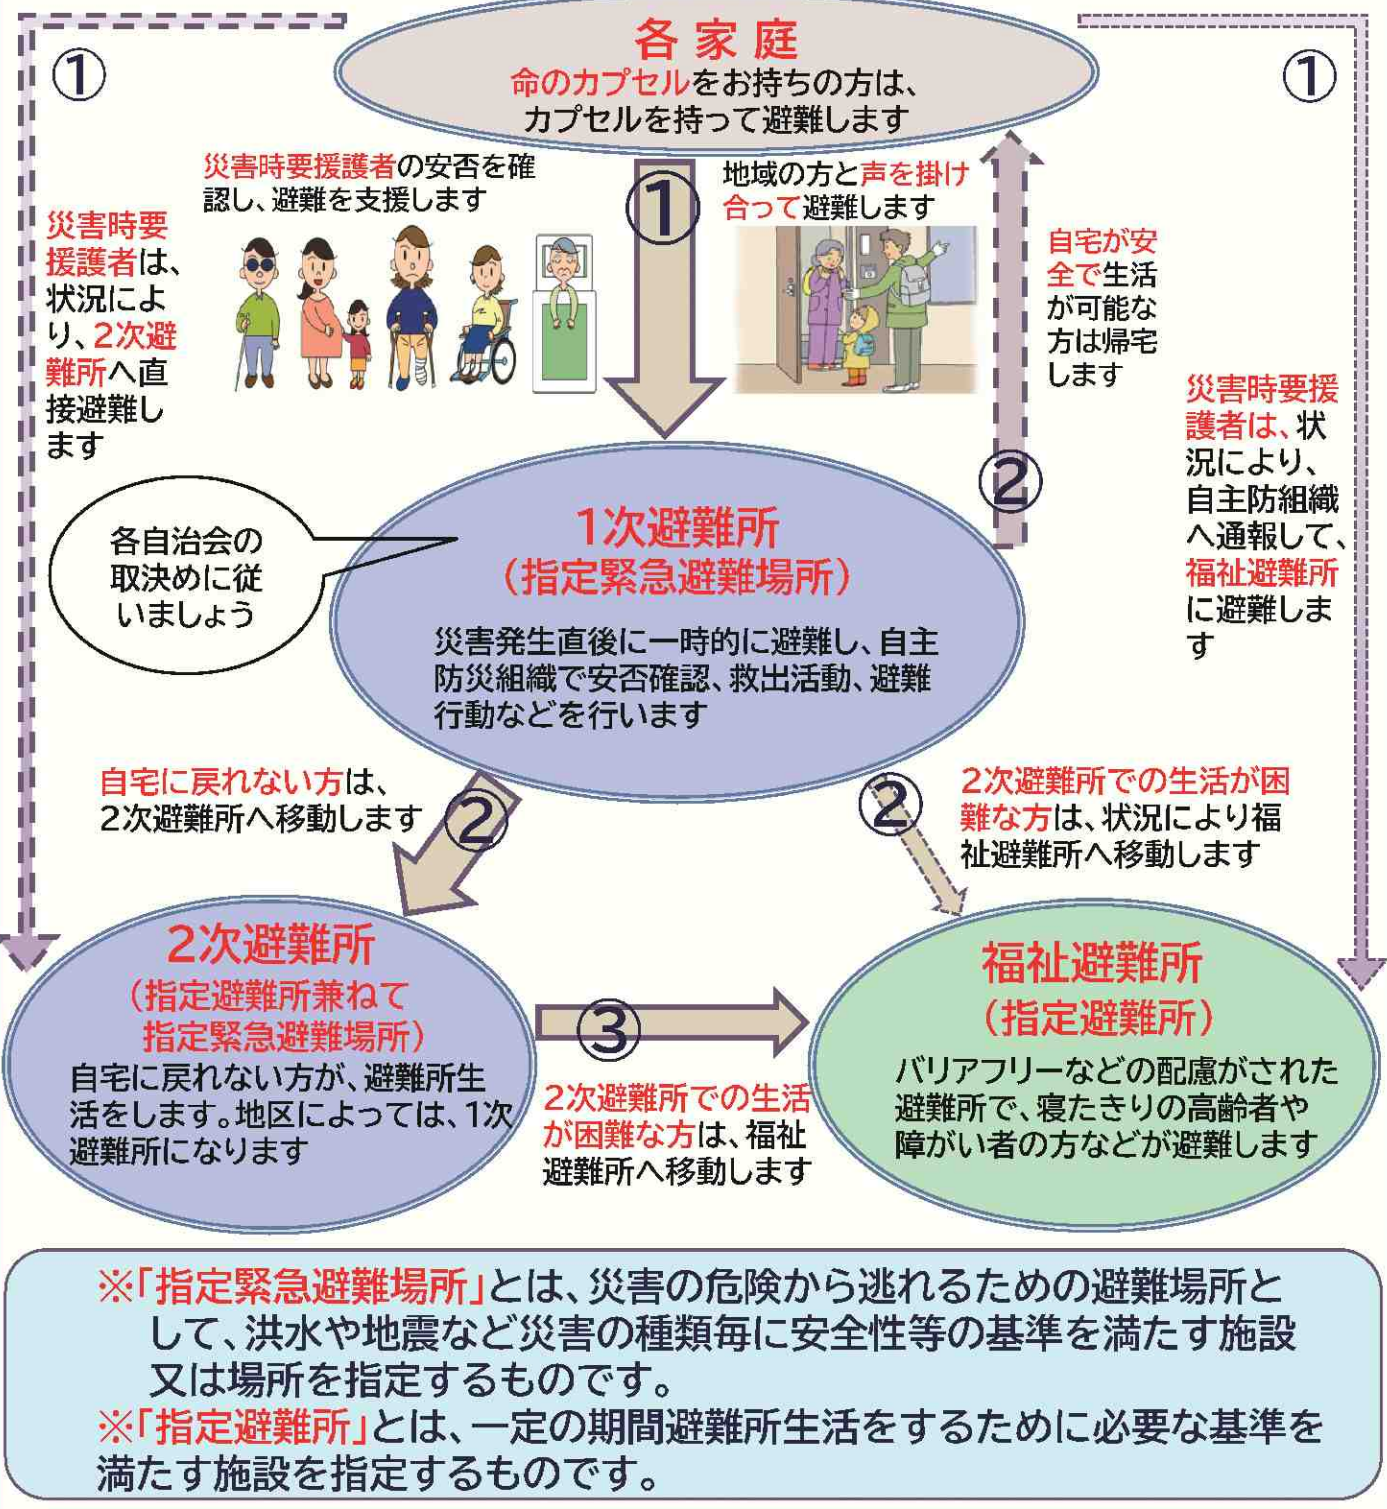 各家庭
命のカプセルをお持ちの方は、
カプセルを持って避難します
①
①
災害時要援護者の安否を確
認し、避難を支援します
①
地域の方と声を掛け
合って避難します
災害時要
援護者は、
状況によ
り、2次避
難所へ直
接避難し
ます
自宅が安
全で生活
が可能な
方は帰宅
します
②
災害時要援
護者は、状
況により、
自主防組織
へ通報して、
福祉避難所
に避難しま
す
各自治会の
取決めに従
いましょう
1次避難所
（指定緊急避難場所）
災害発生直後に一時的に避難し、自主
防災組織で安否確認、救出活動、避難
行動などを行います
自宅に戻れない方は、
2次避難所へ移動します
②
②
2次避難所での生活が困
難な方は、状況により福
祉避難所へ移動します
2次避難所
（指定避難所兼ねて
指定緊急避難場所）
自宅に戻れない方が、避難所生
活をします。地区によっては、1次
避難所になります
③
2次避難所での生活
が困難な方は、福祉
避難所へ移動します
福祉避難所
（指定避難所）
バリアフリーなどの配慮がされた
避難所で、寝たきりの高齢者や
障がい者の方などが避難します
※「指定緊急避難場所」とは、災害の危険から逃れるための避難場所と
して、洪水や地震など災害の種類毎に安全性等の基準を満たす施設
又は場所を指定するものです。
※「指定避難所」とは、一定の期間避難所生活をするために必要な基準を
満たす施設を指定するものです。